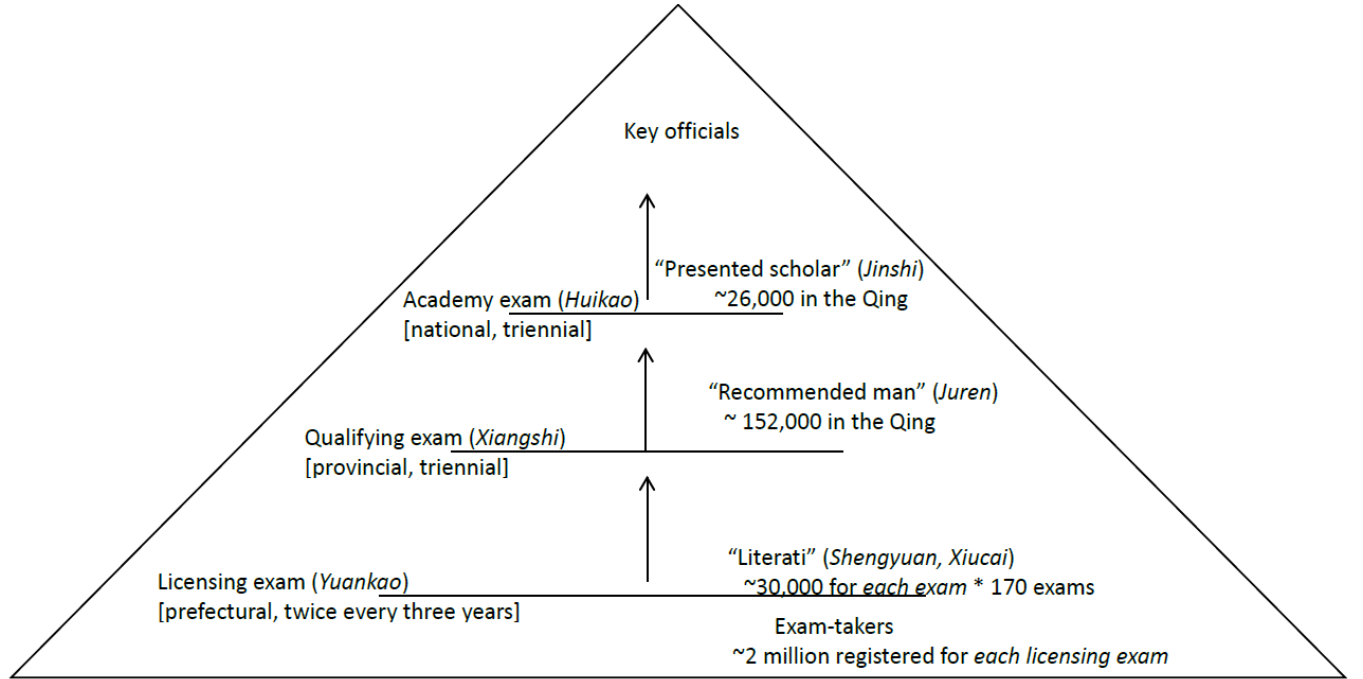 Key officials
“Presented scholar” (Jinshi)
~26,000 in the Qing
Academy exam (Huikao)
[national, triennial]
“Recommended man” (Juren)
~ 152,000 in the Qing
Qualifying exam (Xiangshi)
[provincial, triennial]
“Literati” (Shengyuan, Xiucai)
~30,000 for each exam * 170 exams
Licensing exam (Yuankao)
[prefectural, twice every three years]
Exam-takers
~2 million registered for each licensing exam